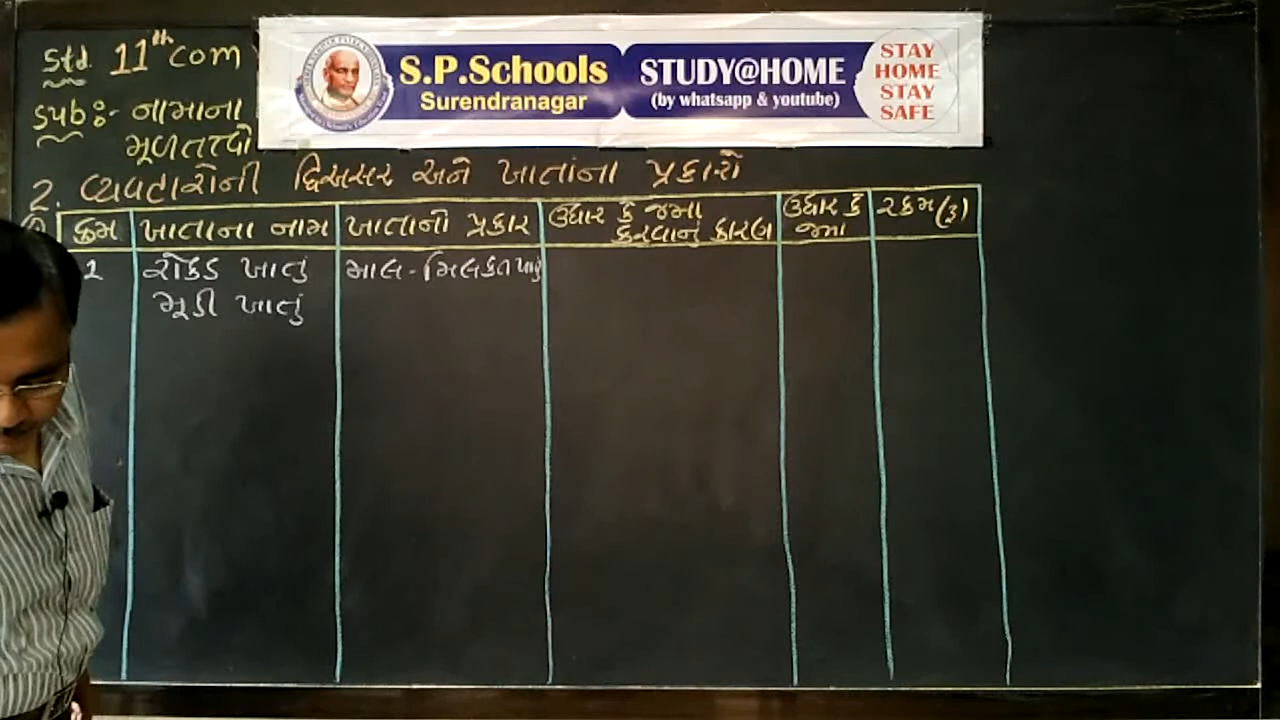 Std. 11th Com
Sub :- નામાના
મૂળતત્ત્વો
S.P.Schools
Surendranagar
STUDY@HOME
(by whatsapp & youtube)
STAY
HOME
STAY
SAFE
2. વ્યવહારોની દ્વિઅસર અને ખાતાંના પ્રકારો
ક્રમ ખાતાના નામ ખાતાનો પ્રકાર ઉધાર કે જમા કરવાનું કારણ ઉધાર કે જમા રકમ(રૂ)
૧ રોકડ ખાતું માલ-મિલકત ખાતું
મૂડી ખાતું